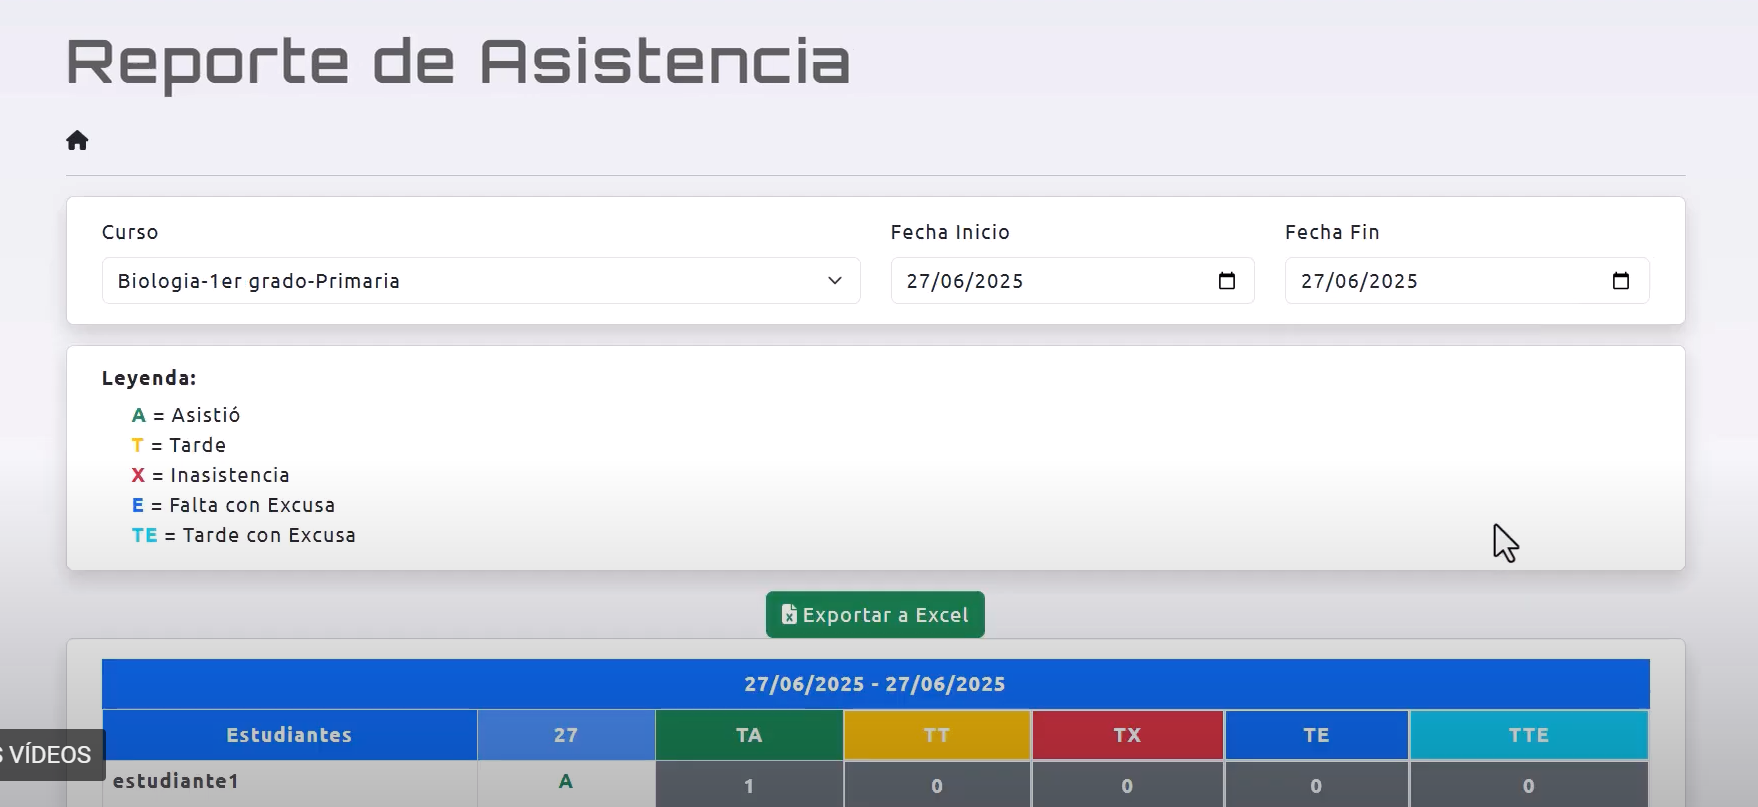 Reporte de Asistencia
Curso
Fecha Inicio
Fecha Fin
Biologia-1er grado-Primaria
27/06/2025
27/06/2025
Leyenda:
A = Asistió
T = Tarde
X = Inasistencia
E = Falta con Excusa
TE = Tarde con Excusa
Exportar a Excel
27/06/2025 - 27/06/2025
Estudiantes 27 TA TT TX TE TTE
VÍDEOS
estudiante1 A 1 0 0 0 0